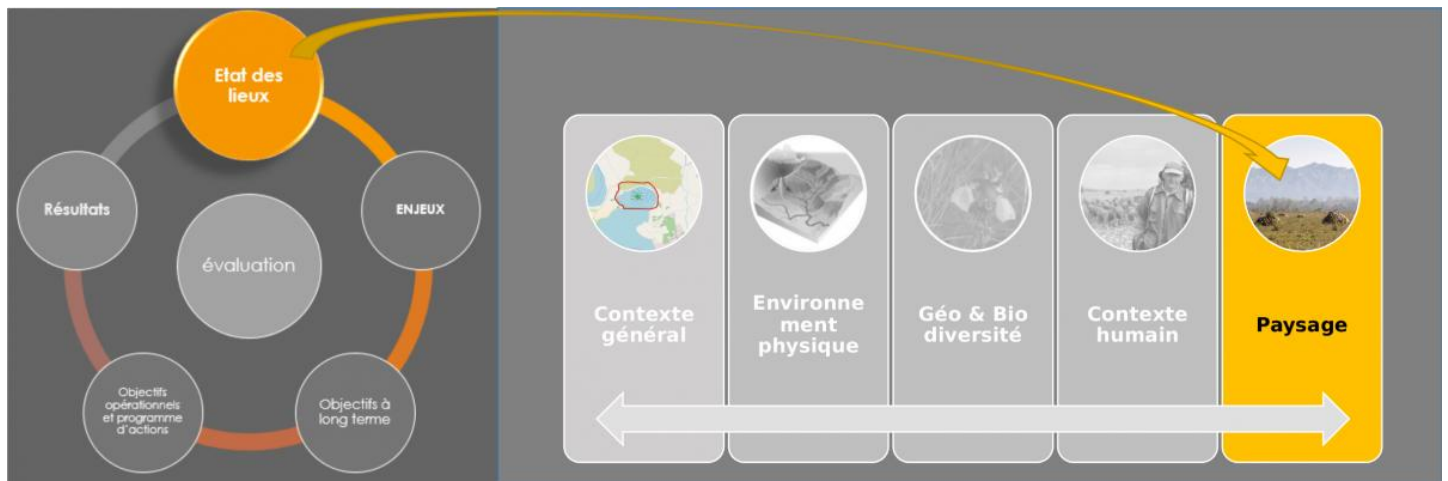 Etat des
lieux
Résultats
ENJEUX
évaluation
Objectifs
opérationnels
et programme
d'actions
Objectifs à
long terme
Contexte
général
Environne
ment
physique
Géo & Bio
diversité
Contexte
humain
Paysage